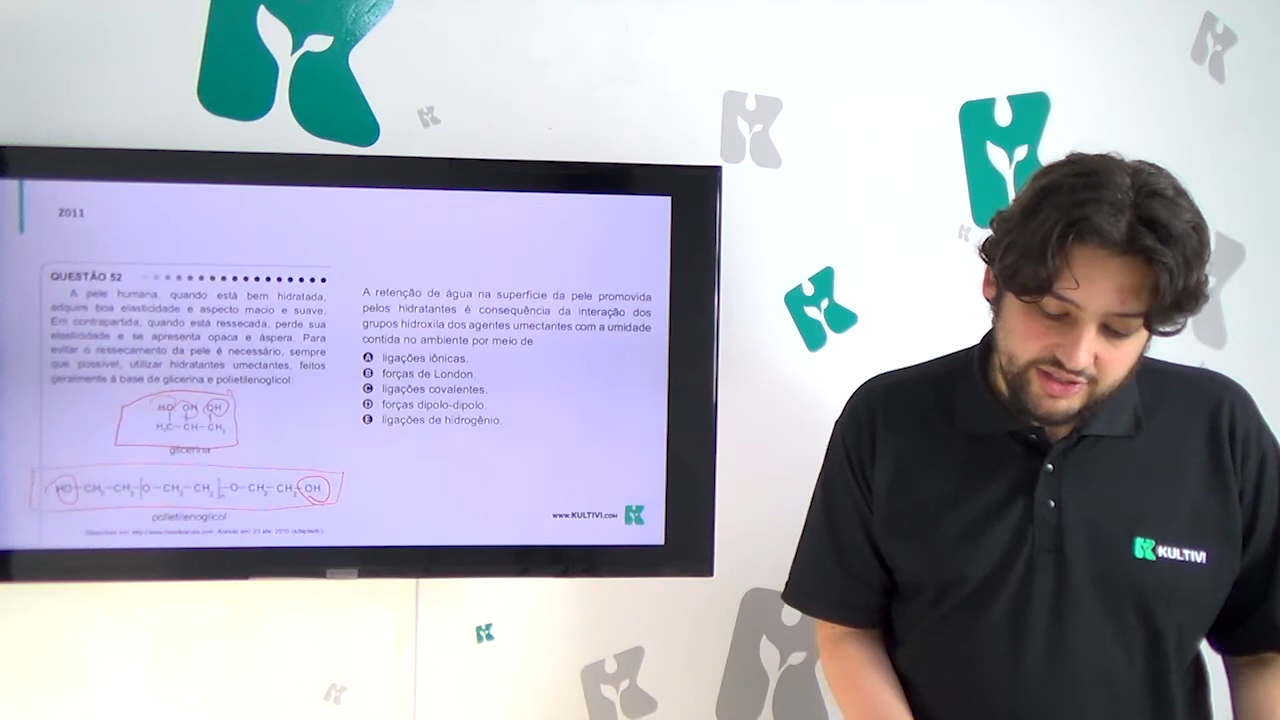 2011
QUESTÃO 52
A pele humana, quando está bem hidratada,
adquire boa elasticidade e aspecto macio e suave.
Em contrapartida, quando está ressecada, perde sua
elasticidade e se apresenta opaca e áspera. Para
evitar o ressecamento da pele é necessário, sempre
que possível, utilizar hidratantes umectantes, feitos
geralmente à base de glicerina e polietilenoglicol.
HO OH OH
H₂C–CH–CH₂
glicerina
HO–CH₂–CH₂–[O–CH₂–CH₂]ₙ–O–CH₂–CH₂–OH
polietilenoglicol
A retenção de água na superfície da pele promovida
pelos hidratantes é consequência da interação dos
grupos hidroxila dos agentes umectantes com a umidade
contida no ambiente por meio de
A ligações iônicas.
B forças de London.
C ligações covalentes.
D forças dipolo-dipolo.
E ligações de hidrogênio.
WWW.KULTIVI.COM
KULTIVI